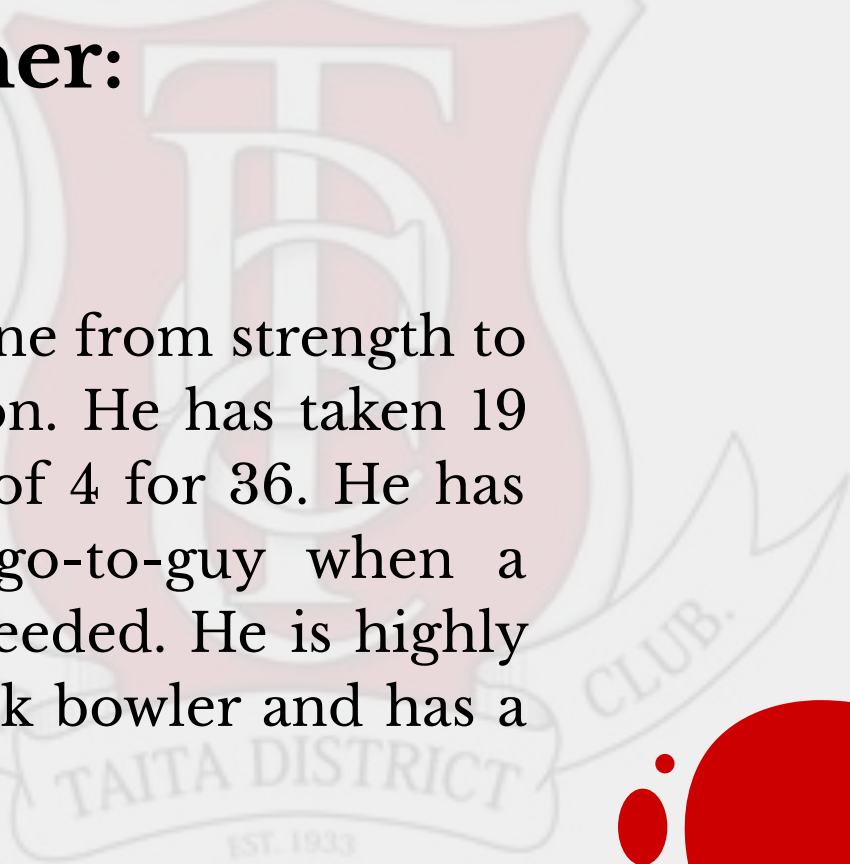 ner:
ne from strength to
on. He has taken 19
of 4 for 36. He has
go-to-guy when a
eeded. He is highly
k bowler and has a
CLUB.
TAITA DISTRICT
EST. 1933